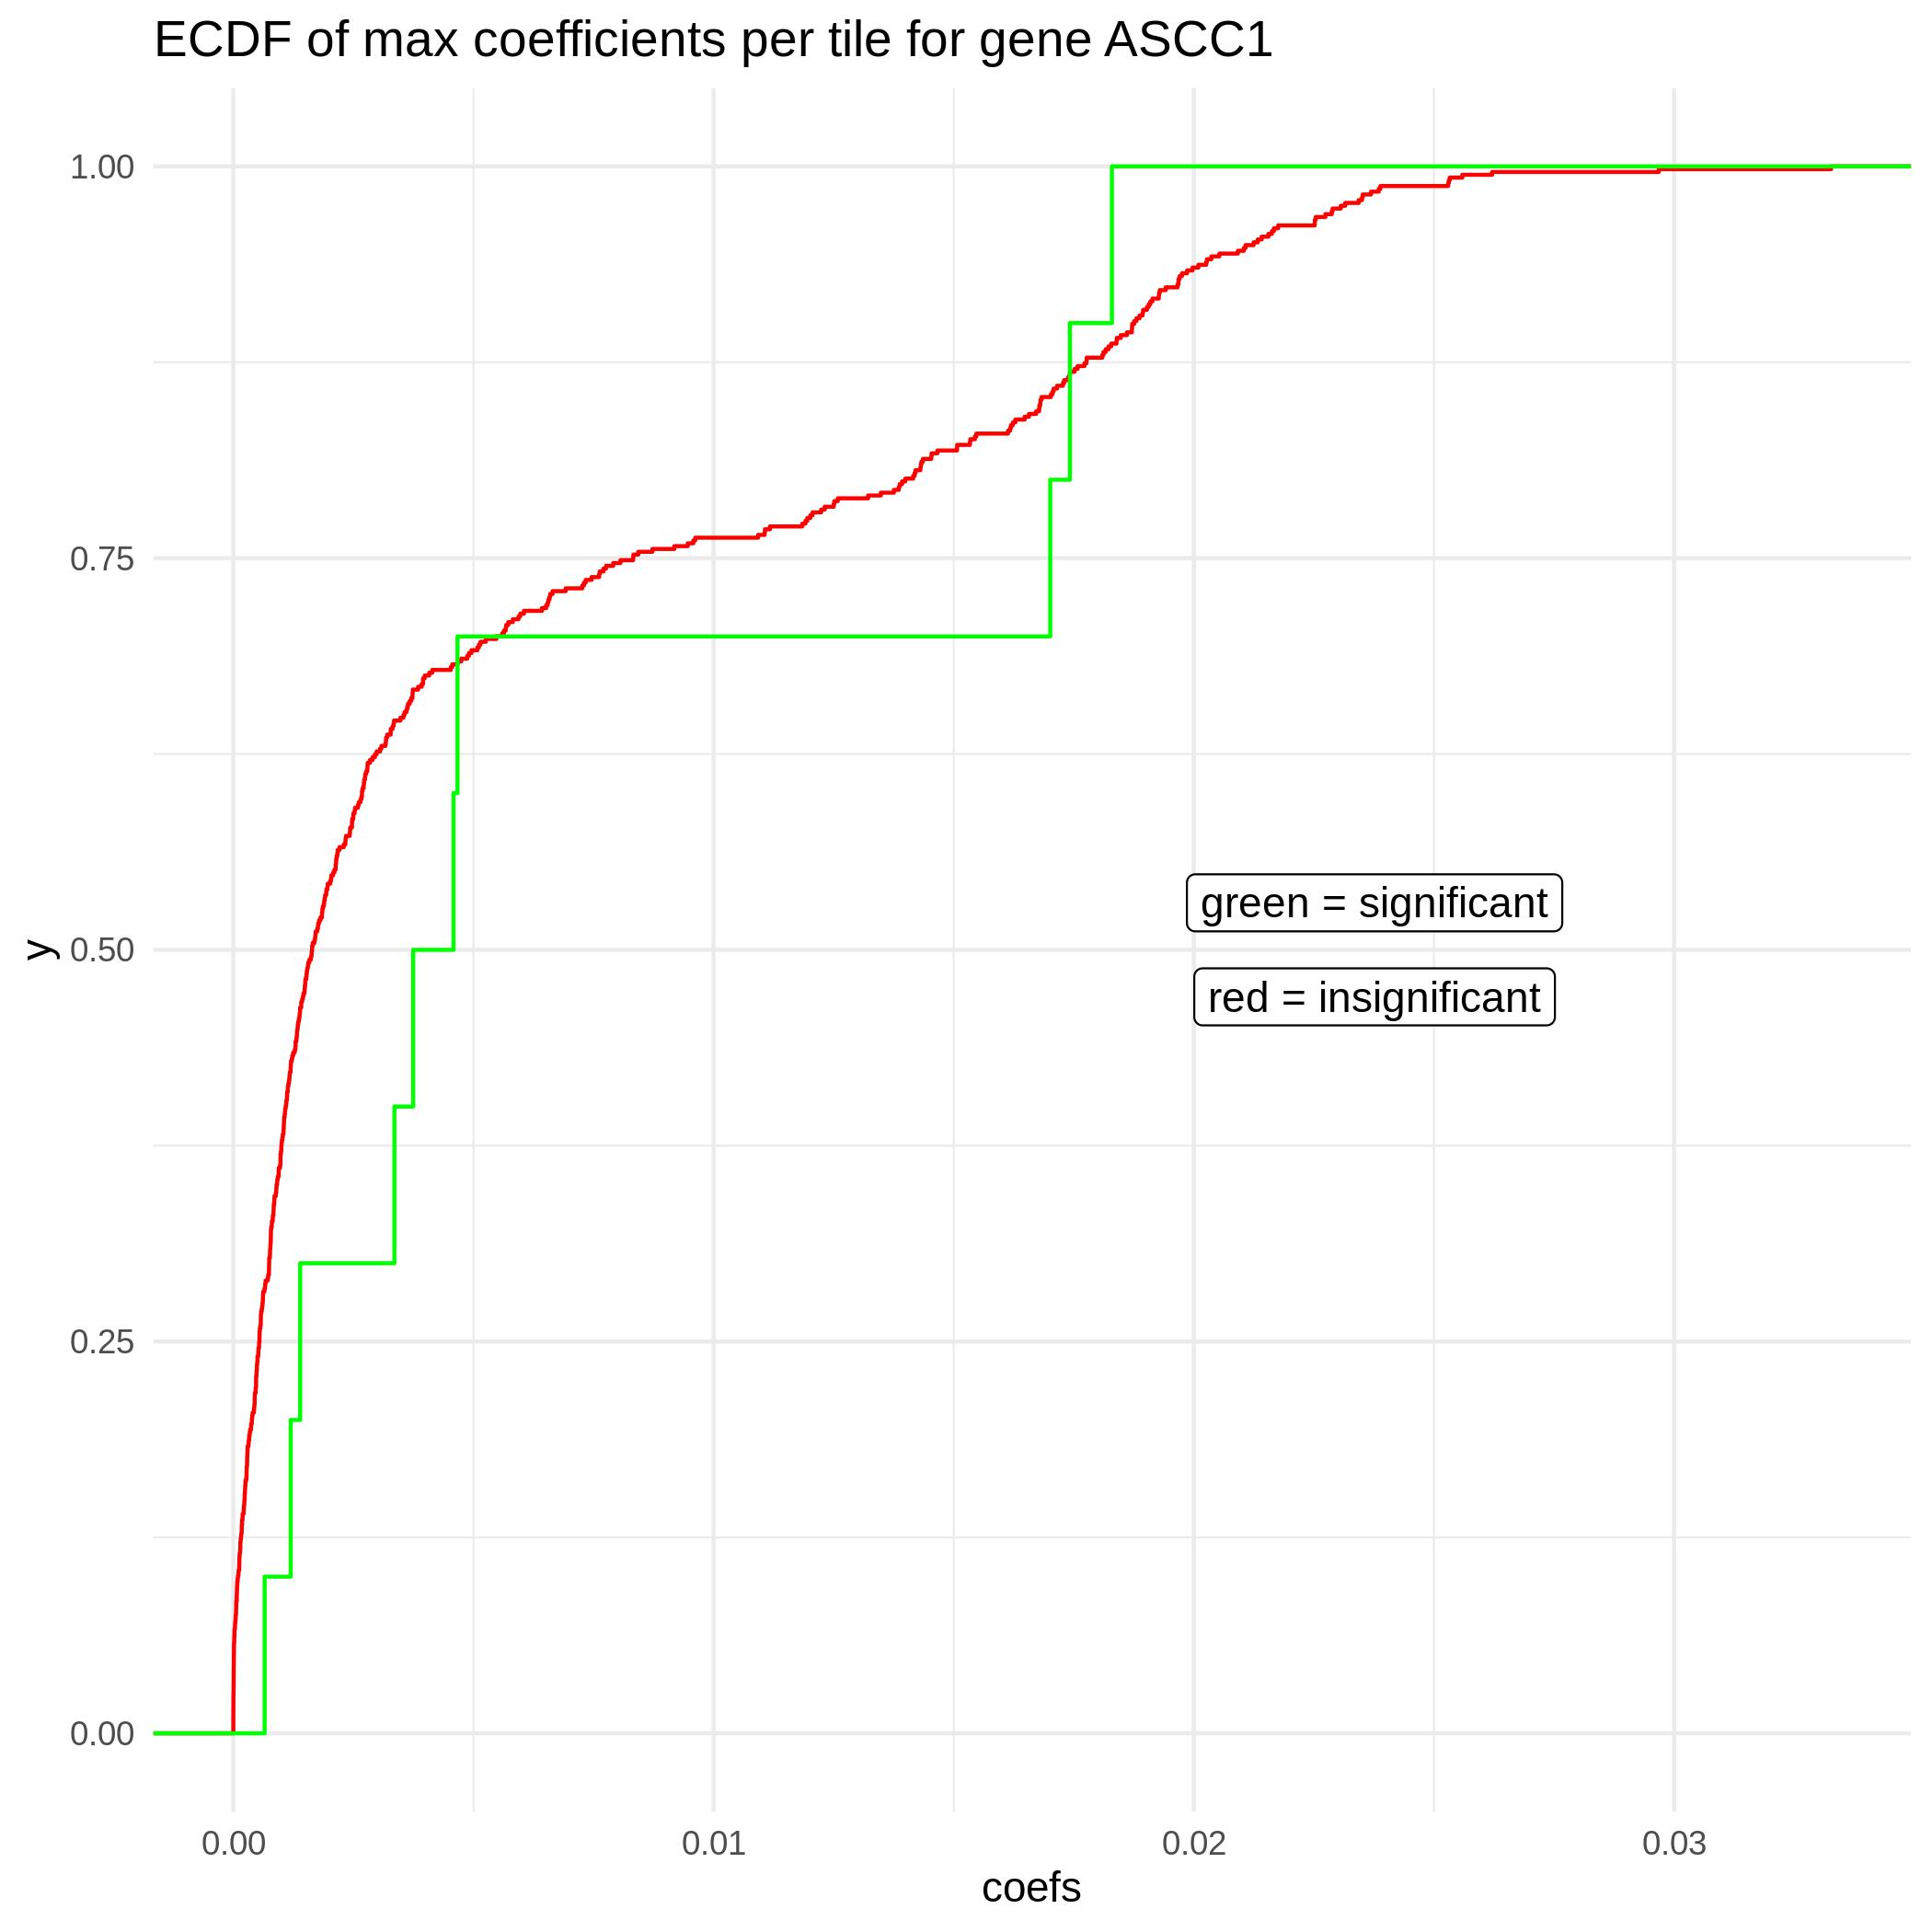 ECDF of max coefficients per tile for gene ASCC1
1.00
0.75
0.50
0.25
0.00
y
green = significant
red = insignificant
0.00 0.01 0.02 0.03
coefs